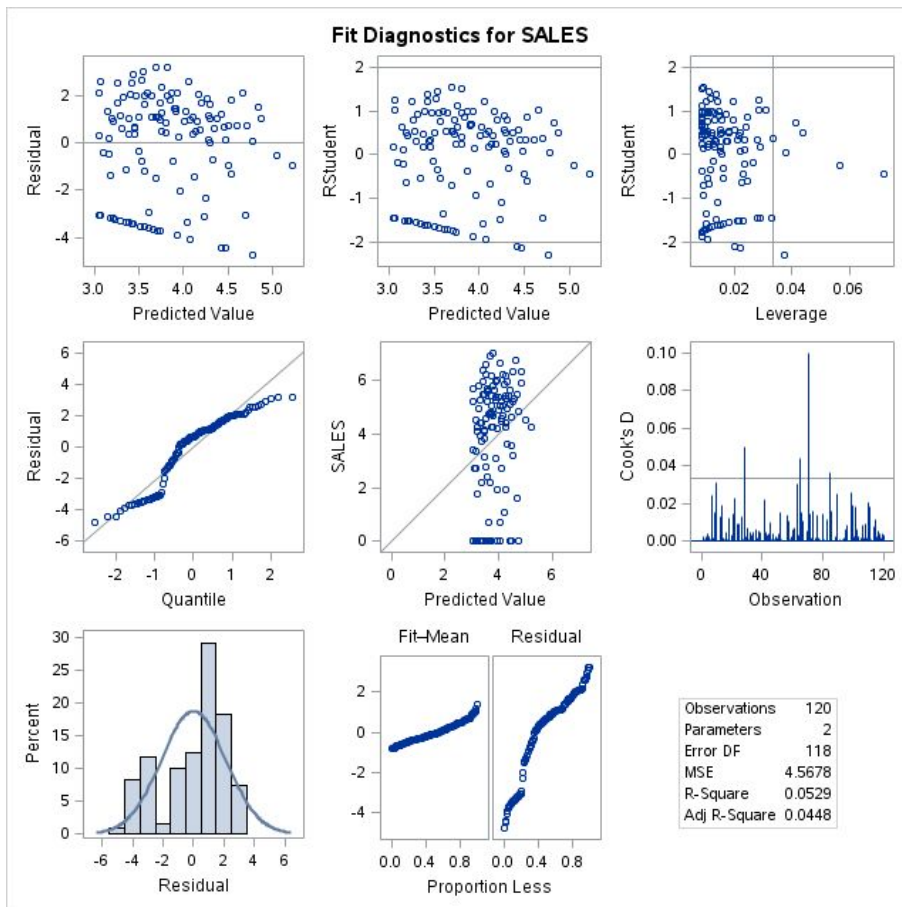 Fit Diagnostics for SALES
Residual
2
0
-2
-4
3.0 3.5 4.0 4.5 5.0
Predicted Value
RStudent
2
1
0
-1
-2
3.0 3.5 4.0 4.5 5.0
Predicted Value
RStudent
2
1
0
-1
-2
0.02 0.04 0.06
Leverage
Residual
6
4
2
0
-2
-4
-6
-2 -1 0 1 2
Quantile
SALES
6
4
2
0
0 2 4 6
Predicted Value
Cook's D
0.10
0.08
0.06
0.04
0.02
0.00
0 40 80 120
Observation
Percent
30
25
20
15
10
5
0
-6 -4 -2 0 2 4 6
Residual
Fit–Mean Residual
2
0
-2
-4
0.0 0.4 0.8 0.0 0.4 0.8
Proportion Less
Observations 120
Parameters 2
Error DF 118
MSE 4.5678
R-Square 0.0529
Adj R-Square 0.0448